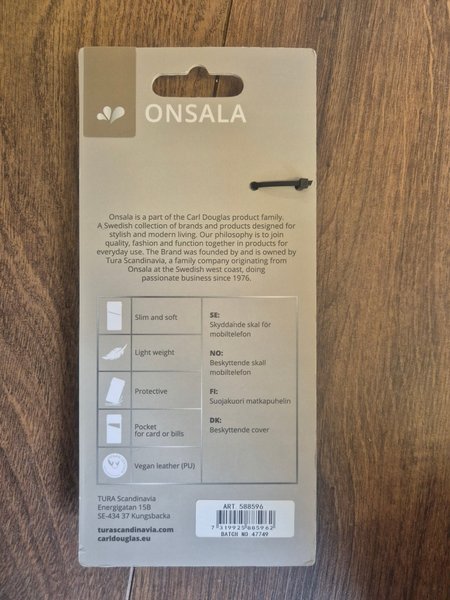 ONSALA
Onsala is a part of the Carl Douglas product family.
A Swedish collection of brands and products designed for
stylish and modern living. Our philosophy is to join
quality, fashion and function together in products for
everyday use. The Brand was founded by and is owned by
Tura Scandinavia, a family company originating from
Onsala at the Swedish west coast, doing
passionate business since 1976.
Slim and soft
Light weight
Protective
Pocket
for card or bills
Vegan leather (PU)
SE:
Skyddande skal för
mobiltelefon
NO:
Beskyttende skall
mobiltelefon
FI:
Suojakuori matkapuhelin
DK:
Beskyttende cover
TURA Scandinavia
Energigatan 15B
SE-434 37 Kungsbacka
turascandinavia.com
carldouglas.eu
ART 588596
7 319925 885962
BATCH NO 47749